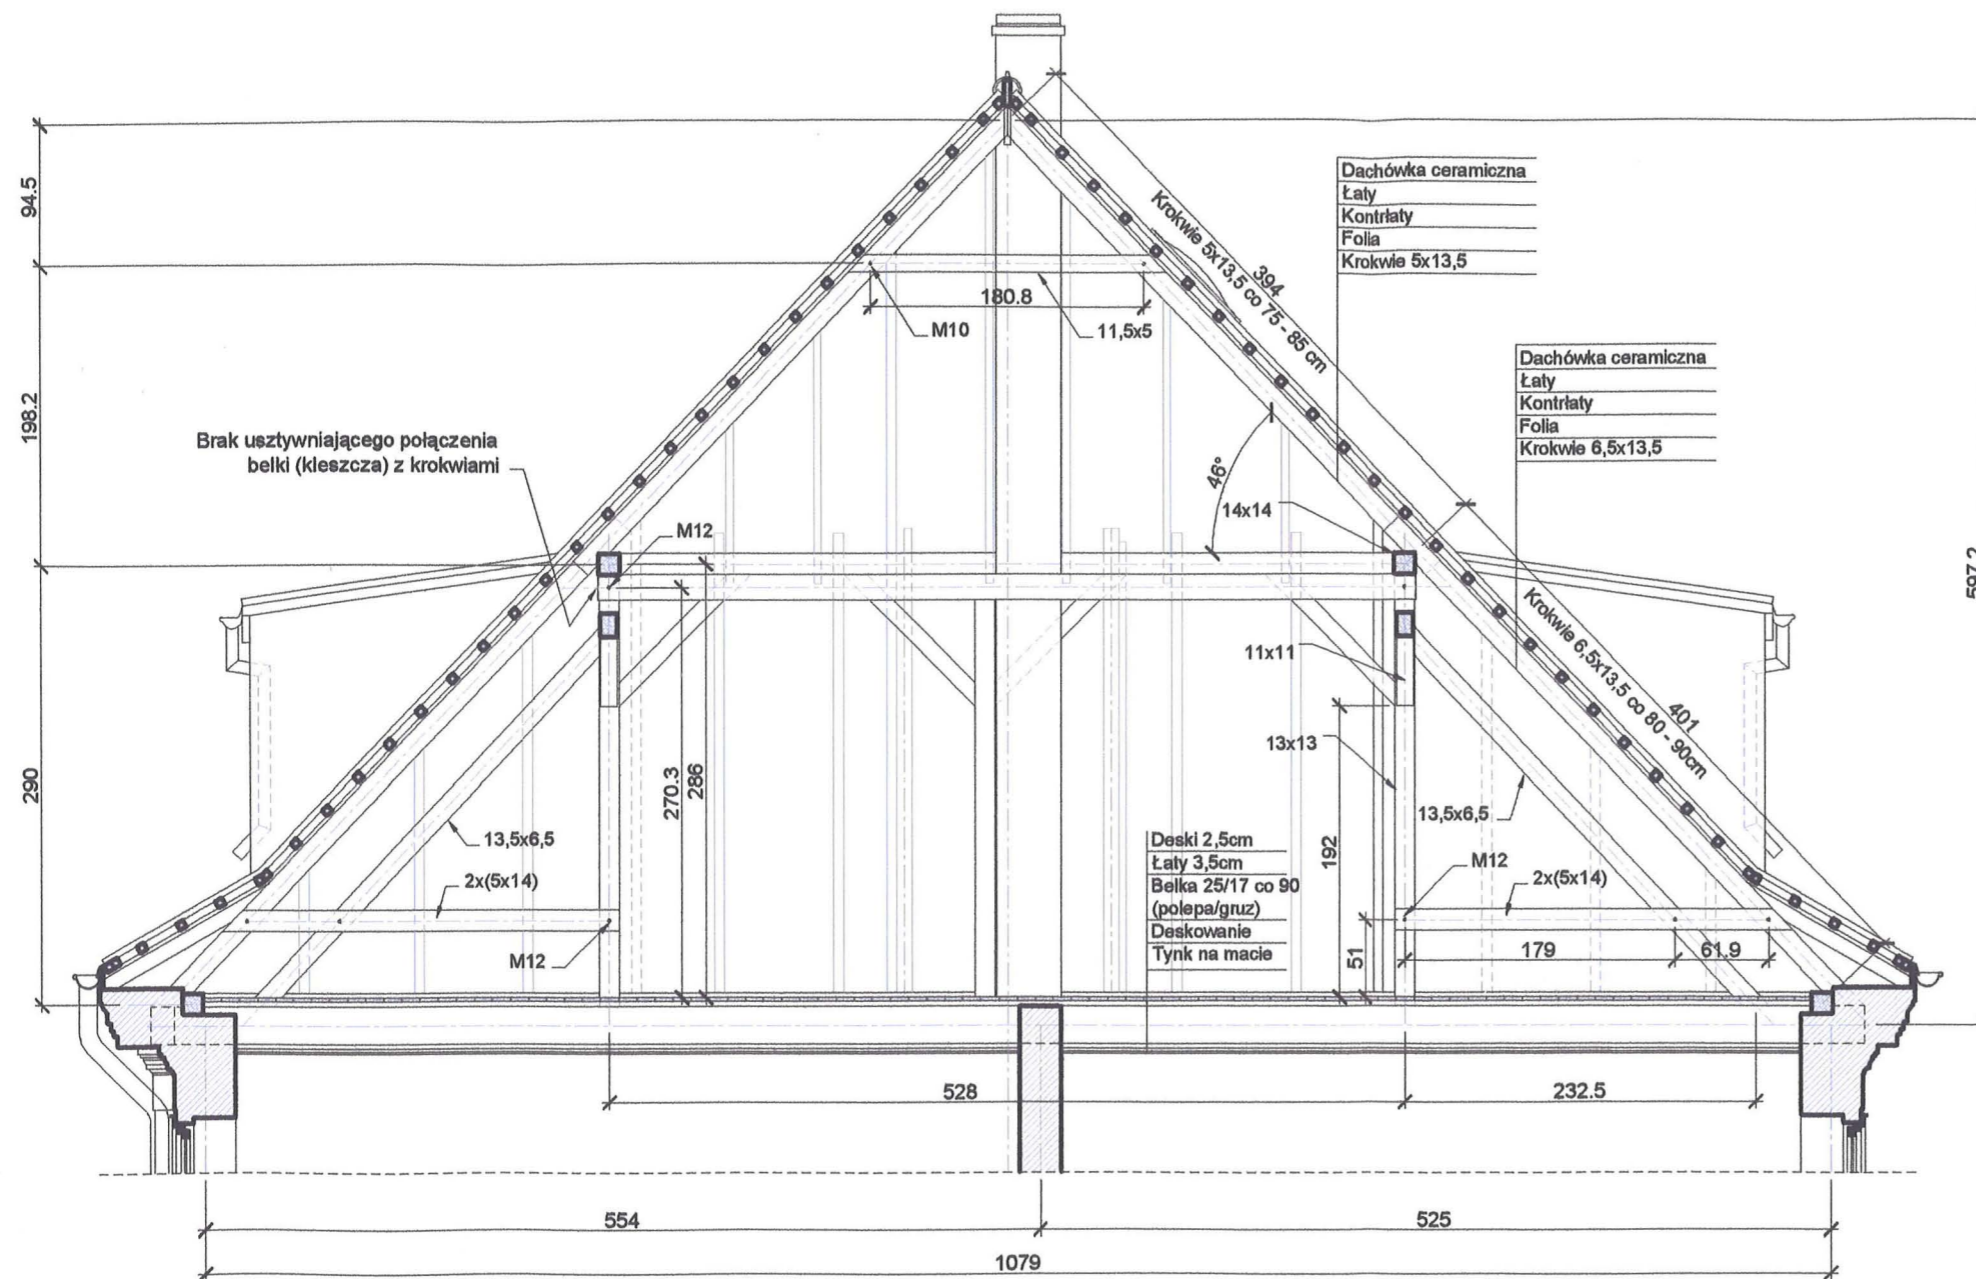 94.5
198.2
290
597.2
Dachówka ceramiczna
Łaty
Kontrłaty
Folia
Krokwie 5x13,5
Krokwie 5x13,5 co 75 - 85 cm
394
180.8
M10
11,5x5
Dachówka ceramiczna
Łaty
Kontrłaty
Folia
Krokwie 6,5x13,5
Brak usztywniającego połączenia
belki (kleszcza) z krokwiami
46°
14x14
M12
Krokwie 6,5x13,5 co 80 - 90cm
401
11x11
13x13
270.3
286
192
13,5x6,5
13,5x6,5
2x(5x14)
M12
Deski 2,5cm
Łaty 3,5cm
Belka 25/17 co 90
(polepa/gruz)
Deskowanie
Tynk na macie
M12
2x(5x14)
51
179
61.9
528
232.5
554
525
1079